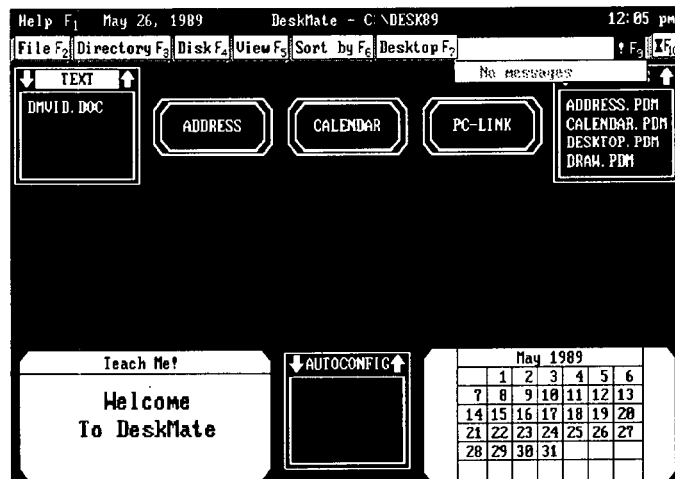 Help F1 May 26, 1989 DeskMate - C:\DESK89 12:05 pm
File F2 Directory F3 Disk F4 View F5 Sort by F6 Desktop F7 ! F9 F10
No messages
TEXT
DMVID.DOC
ADDRESS
CALENDAR
PC-LINK
ADDRESS.PDM
CALENDAR.PDM
DESKTOP.PDM
DRAW.PDM
Teach Me!
Welcome
To DeskMate
AUTOCONFIG
May 1989
1 2 3 4 5 6
7 8 9 10 11 12 13
14 15 16 17 18 19 20
21 22 23 24 25 26 27
28 29 30 31